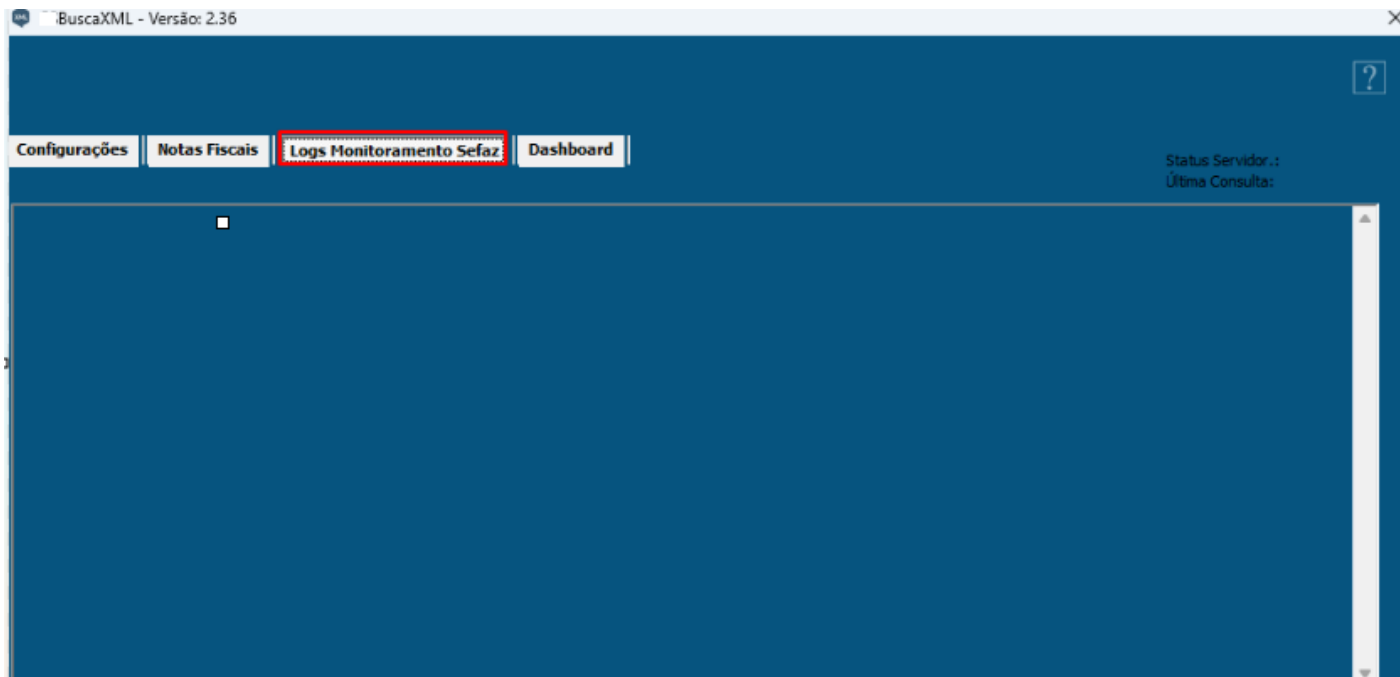 BuscaXML - Versão: 2.36
?
Configurações Notas Fiscais Logs Monitoramento Sefaz Dashboard
Status Servidor.:
Última Consulta: